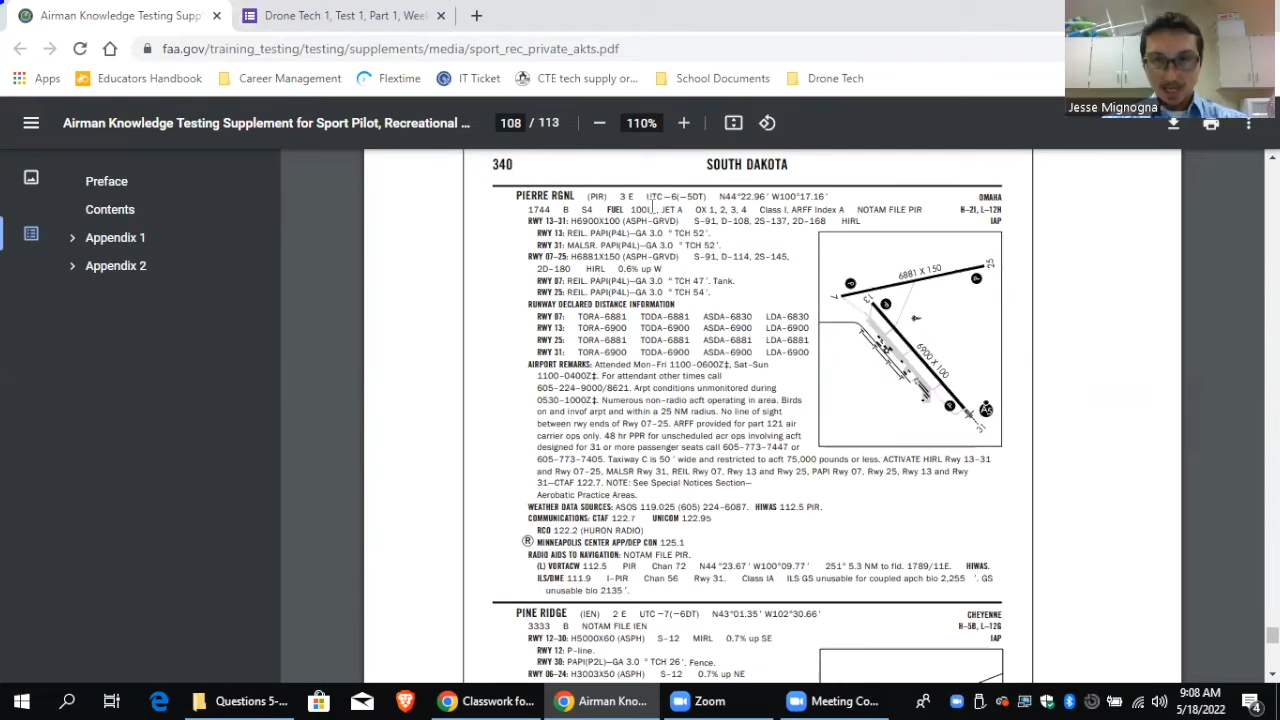 Airman Knowledge Testing Supp
Drone Tech 1, Test 1, Part 1, Week
faa.gov/training_testing/testing/supplements/media/sport_rec_private_akts.pdf
Apps
Educators Handbook
Career Management
Flextime
IT Ticket
CTE tech supply or...
School Documents
Drone Tech
Jesse Mignogna
Airman Knowledge Testing Supplement for Sport Pilot, Recreational ...
108 / 113
110%
Preface
Contents
Appendix 1
Appendix 2
340 SOUTH DAKOTA
PIERRE RGNL (PIR) 3 E UTC-6(-5DT) N44°22.96´ W100°17.16´ OMAHA
1744 B S4 FUEL 100LL, JET A OX 1, 2, 3, 4 Class I, ARFF Index A NOTAM FILE PIR H-2I, L-12H
RWY 13-31: H6900X100 (ASPH-GRVD) S-91, D-108, 2S-137, 2D-168 HIRL IAP
RWY 13: REIL. PAPI(P4L)—GA 3.0 ° TCH 52´.
RWY 31: MALSR. PAPI(P4L)—GA 3.0 ° TCH 52´.
RWY 07-25: H6881X150 (ASPH-GRVD) S-91, D-114, 2S-145,
2D-180 HIRL 0.6% up W
RWY 07: REIL. PAPI(P4L)—GA 3.0 ° TCH 47´. Tank.
RWY 25: REIL. PAPI(P4L)—GA 3.0 ° TCH 54´.
RUNWAY DECLARED DISTANCE INFORMATION
RWY 07: TORA-6881 TODA-6881 ASDA-6830 LDA-6830
RWY 13: TORA-6900 TODA-6900 ASDA-6900 LDA-6900
RWY 25: TORA-6881 TODA-6881 ASDA-6881 LDA-6881
RWY 31: TORA-6900 TODA-6900 ASDA-6900 LDA-6900
AIRPORT REMARKS: Attended Mon-Fri 1100-0600Z‡, Sat-Sun
1100-0400Z‡. For attendant other times call
605-224-9000/8621. Arpt conditions unmonitored during
0530-1000Z‡. Numerous non-radio acft operating in area. Birds
on and invof arpt and within a 25 NM radius. No line of sight
between rwy ends of Rwy 07-25. ARFF provided for part 121 air
carrier ops only. 48 hr PPR for unscheduled acr ops involving acft
designed for 31 or more passenger seats call 605-773-7447 or
605-773-7405. Taxiway C is 50 ´ wide and restricted to acft 75,000 pounds or less. ACTIVATE HIRL Rwy 13-31
and Rwy 07-25, MALSR Rwy 31, REIL Rwy 07, Rwy 13 and Rwy 25, PAPI Rwy 07, Rwy 25, Rwy 13 and Rwy
31—CTAF 122.7. NOTE: See Special Notices Section—
Aerobatic Practice Areas.
WEATHER DATA SOURCES: ASOS 119.025 (605) 224-6087. HIWAS 112.5 PIR.
COMMUNICATIONS: CTAF 122.7 UNICOM 122.95
RCO 122.2 (HURON RADIO)
Ⓡ MINNEAPOLIS CENTER APP/DEP CON 125.1
RADIO AIDS TO NAVIGATION: NOTAM FILE PIR.
(L) VORTACW 112.5 PIR Chan 72 N44 °23.67´ W100°09.77´ 251° 5.3 NM to fld. 1789/11E. HIWAS.
ILS/DME 111.9 I-PIR Chan 56 Rwy 31. Class IA ILS GS unusable for coupled apch blo 2,255 ´. GS
unusable blo 2135´.
6881 X 150
7
25
13
6900 X 100
31
P
P
P
P
A5
PINE RIDGE (IEN) 2 E UTC-7(-6DT) N43°01.35´ W102°30.66´ CHEYENNE
3333 B NOTAM FILE IEN H-5B, L-12G
RWY 12-30: H5000X60 (ASPH) S-12 MIRL 0.7% up SE IAP
RWY 12: P-line.
RWY 30: PAPI(P2L)—GA 3.0 ° TCH 26´. Fence.
RWY 06-24: H3003X50 (ASPH) S-12 0.7% up NE
Questions 5-...
Classwork fo...
Airman Kno...
Zoom
Meeting Co...
9:08 AM
5/18/2022
4